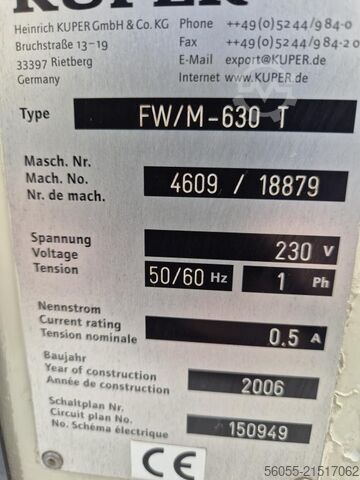 KUPER
Heinrich KUPER GmbH & Co. KG
Bruchstraße 13-19
33397 Rietberg
Germany
Phone ++49(0)5244/984-0
Fax ++49(0)5244/984-20
E-Mail export@KUPER.de
Internet www.KUPER.de
Type FW/M-630 T
Masch. Nr.
Mach. No. 4609 / 18879
Nr. de mach.
Spannung
Voltage 230 V
Tension 50/60 Hz 1 Ph
Nennstrom
Current rating 0.5 A
Tension nominale
Baujahr
Year of construction 2006
Année de construction
Schaltplan Nr.
Circuit plan No. 150949
No. Schéma électrique
CE
56055-21517062